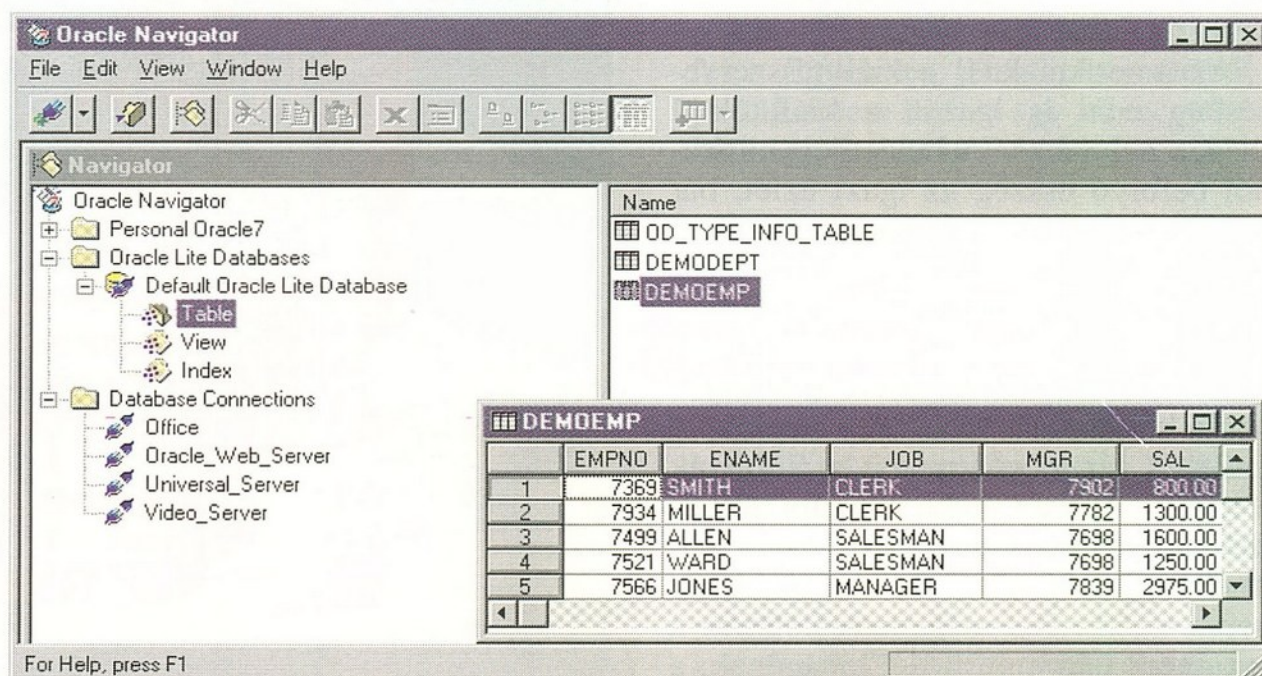 Oracle Navigator
File Edit View Window Help
Navigator
Oracle Navigator
Personal Oracle7
Oracle Lite Databases
Default Oracle Lite Database
Table
View
Index
Database Connections
Office
Oracle_Web_Server
Universal_Server
Video_Server
Name
OD_TYPE_INFO_TABLE
DEMODEPT
DEMOEMP
DEMOEMP
EMPNO ENAME JOB MGR SAL
1 7369 SMITH CLERK 7902 800.00
2 7934 MILLER CLERK 7782 1300.00
3 7499 ALLEN SALESMAN 7698 1600.00
4 7521 WARD SALESMAN 7698 1250.00
5 7566 JONES MANAGER 7839 2975.00
For Help, press F1